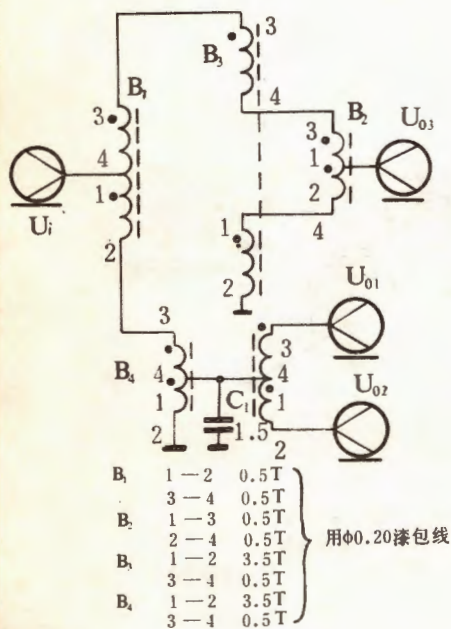 3
B₃
4
B₁
3
4
1
2
Uᵢ
3
1
2
4
B₂
U₀₃
1
2
3
B₄
4
1
2
C₁
1.5
3
4
1
2
U₀₁
U₀₂
B₁ 1—2 0.5T
3—4 0.5T
B₂ 1—3 0.5T
2—4 0.5T
B₃ 1—2 3.5T
3—4 0.5T
B₄ 1—2 3.5T
3—4 0.5T
用φ0.20漆包线